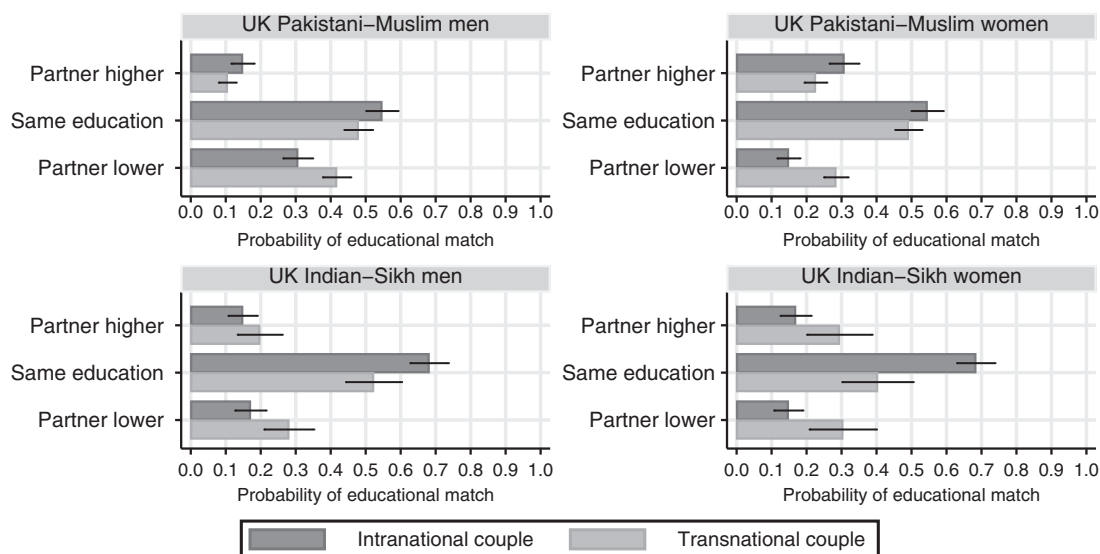 UK Pakistani–Muslim men
Partner higher
Same education
Partner lower
0.0 0.1 0.2 0.3 0.4 0.5 0.6 0.7 0.8 0.9 1.0
Probability of educational match
UK Pakistani–Muslim women
Partner higher
Same education
Partner lower
0.0 0.1 0.2 0.3 0.4 0.5 0.6 0.7 0.8 0.9 1.0
Probability of educational match
UK Indian–Sikh men
Partner higher
Same education
Partner lower
0.0 0.1 0.2 0.3 0.4 0.5 0.6 0.7 0.8 0.9 1.0
Probability of educational match
UK Indian–Sikh women
Partner higher
Same education
Partner lower
0.0 0.1 0.2 0.3 0.4 0.5 0.6 0.7 0.8 0.9 1.0
Probability of educational match
Intranational couple Transnational couple